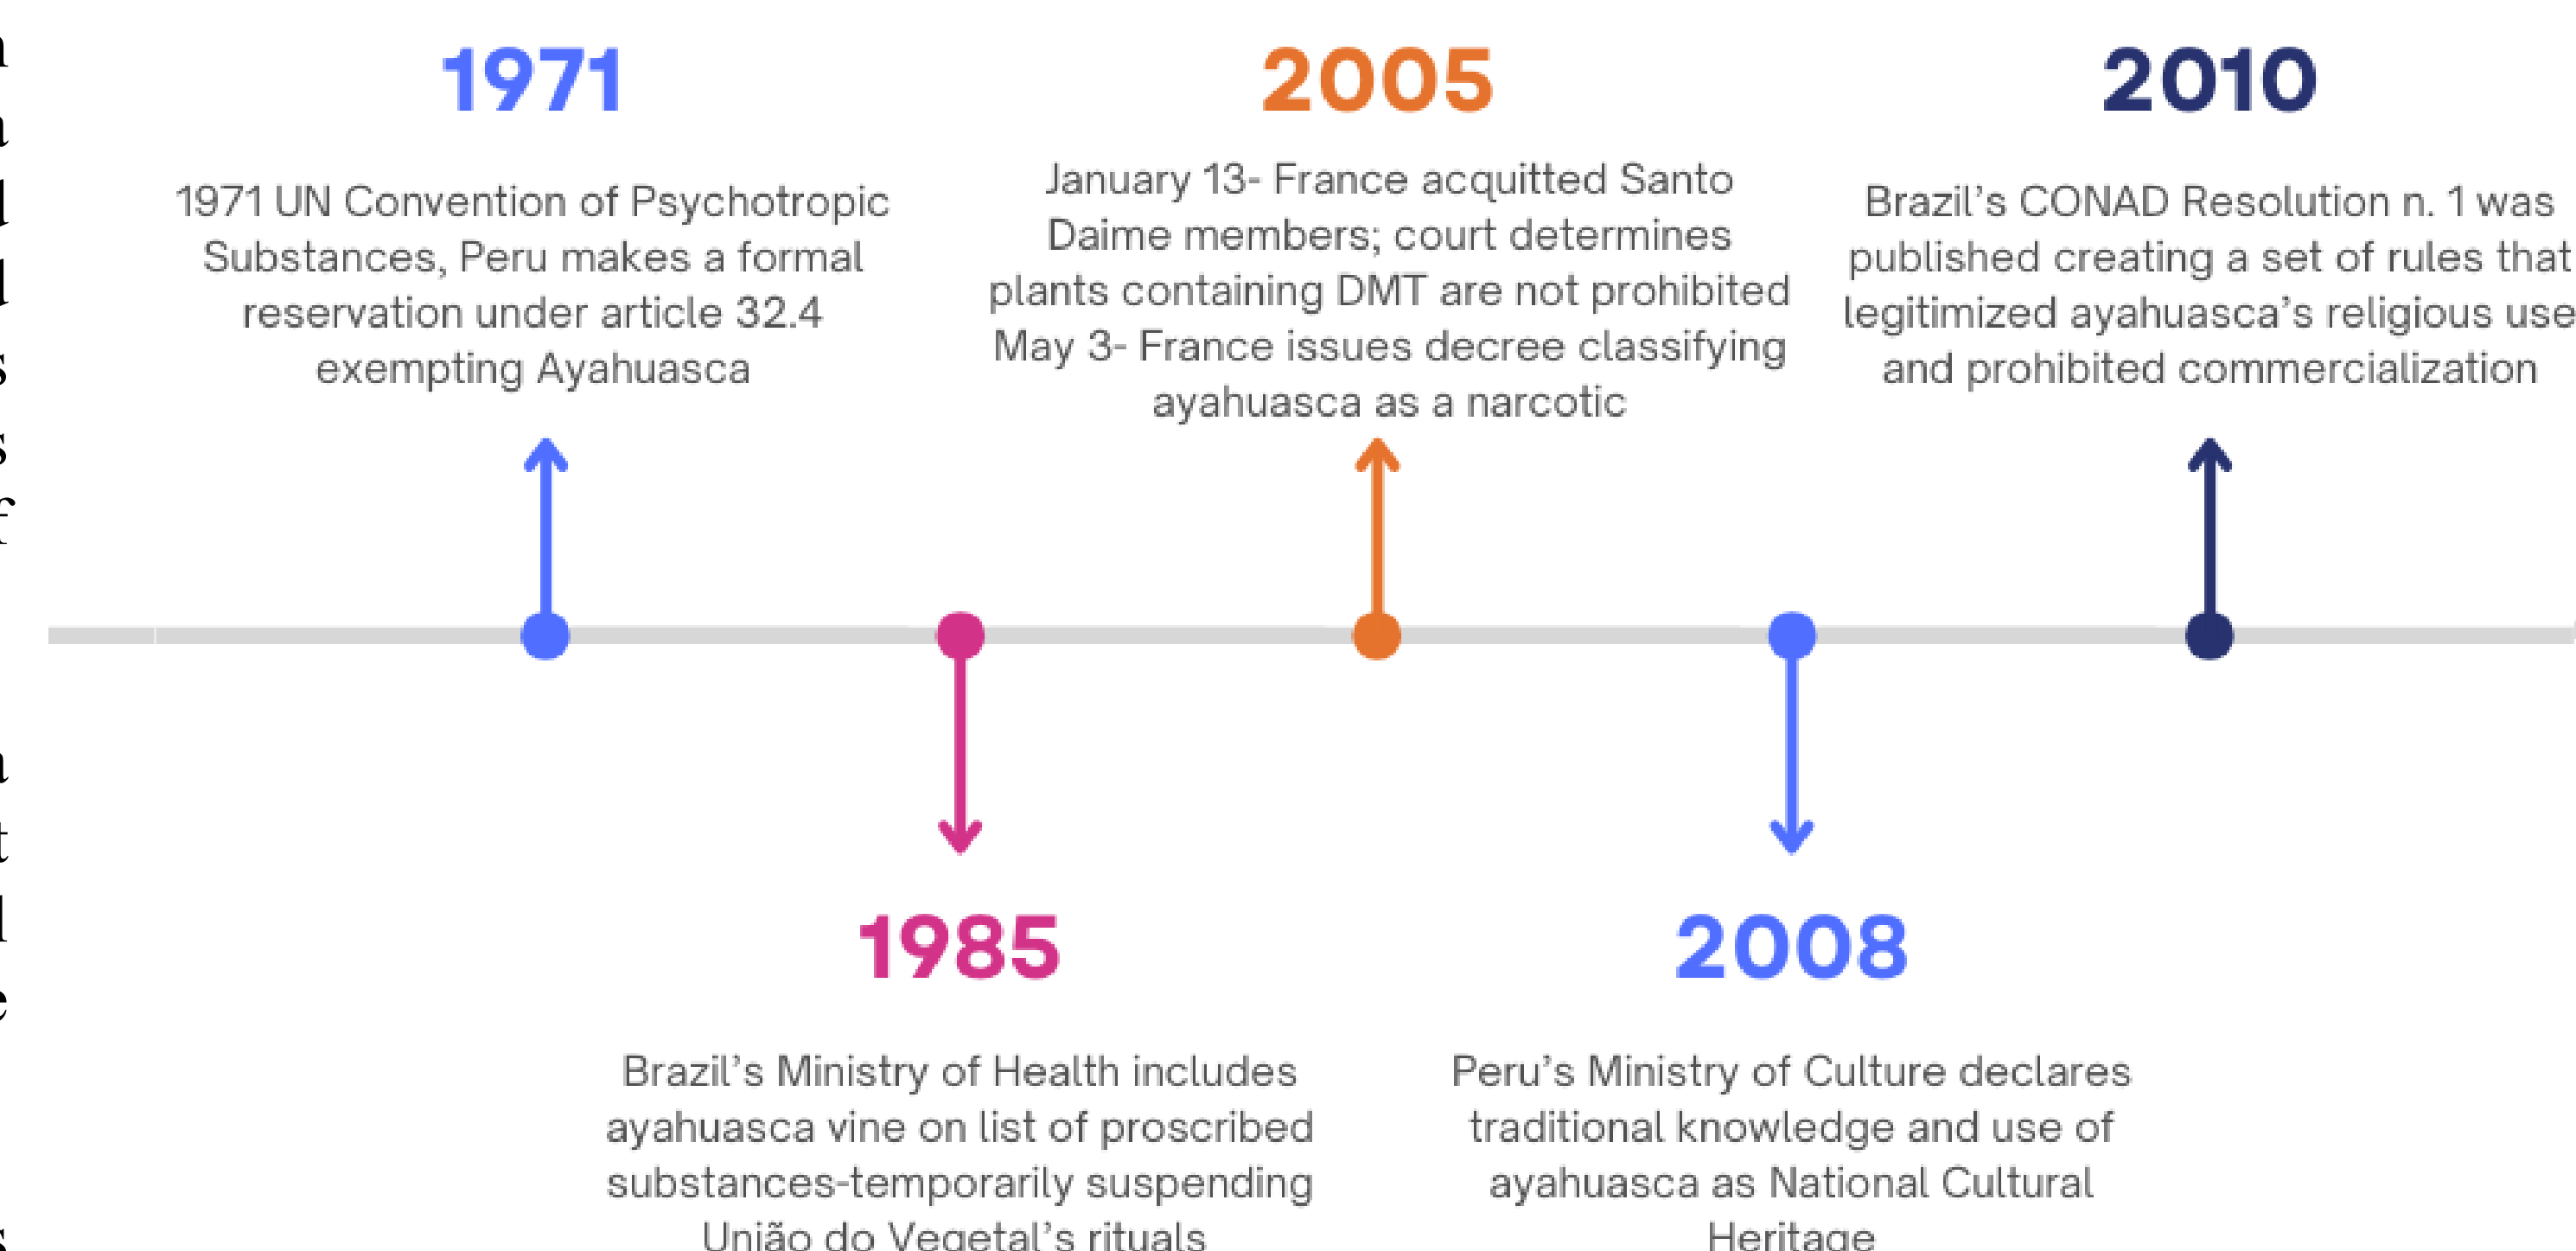 1971
1971 UN Convention of Psychotropic
Substances, Peru makes a formal
reservation under article 32.4
exempting Ayahuasca
2005
January 13- France acquitted Santo
Daime members; court determines
plants containing DMT are not prohibited
May 3- France issues decree classifying
ayahuasca as a narcotic
2010
Brazil's CONAD Resolution n. 1 was
published creating a set of rules that
legitimized ayahuasca's religious use
and prohibited commercialization
1985
Brazil's Ministry of Health includes
ayahuasca vine on list of proscribed
substances-temporarily suspending
União do Vegetal's rituals
2008
Peru's Ministry of Culture declares
traditional knowledge and use of
ayahuasca as National Cultural
Heritage